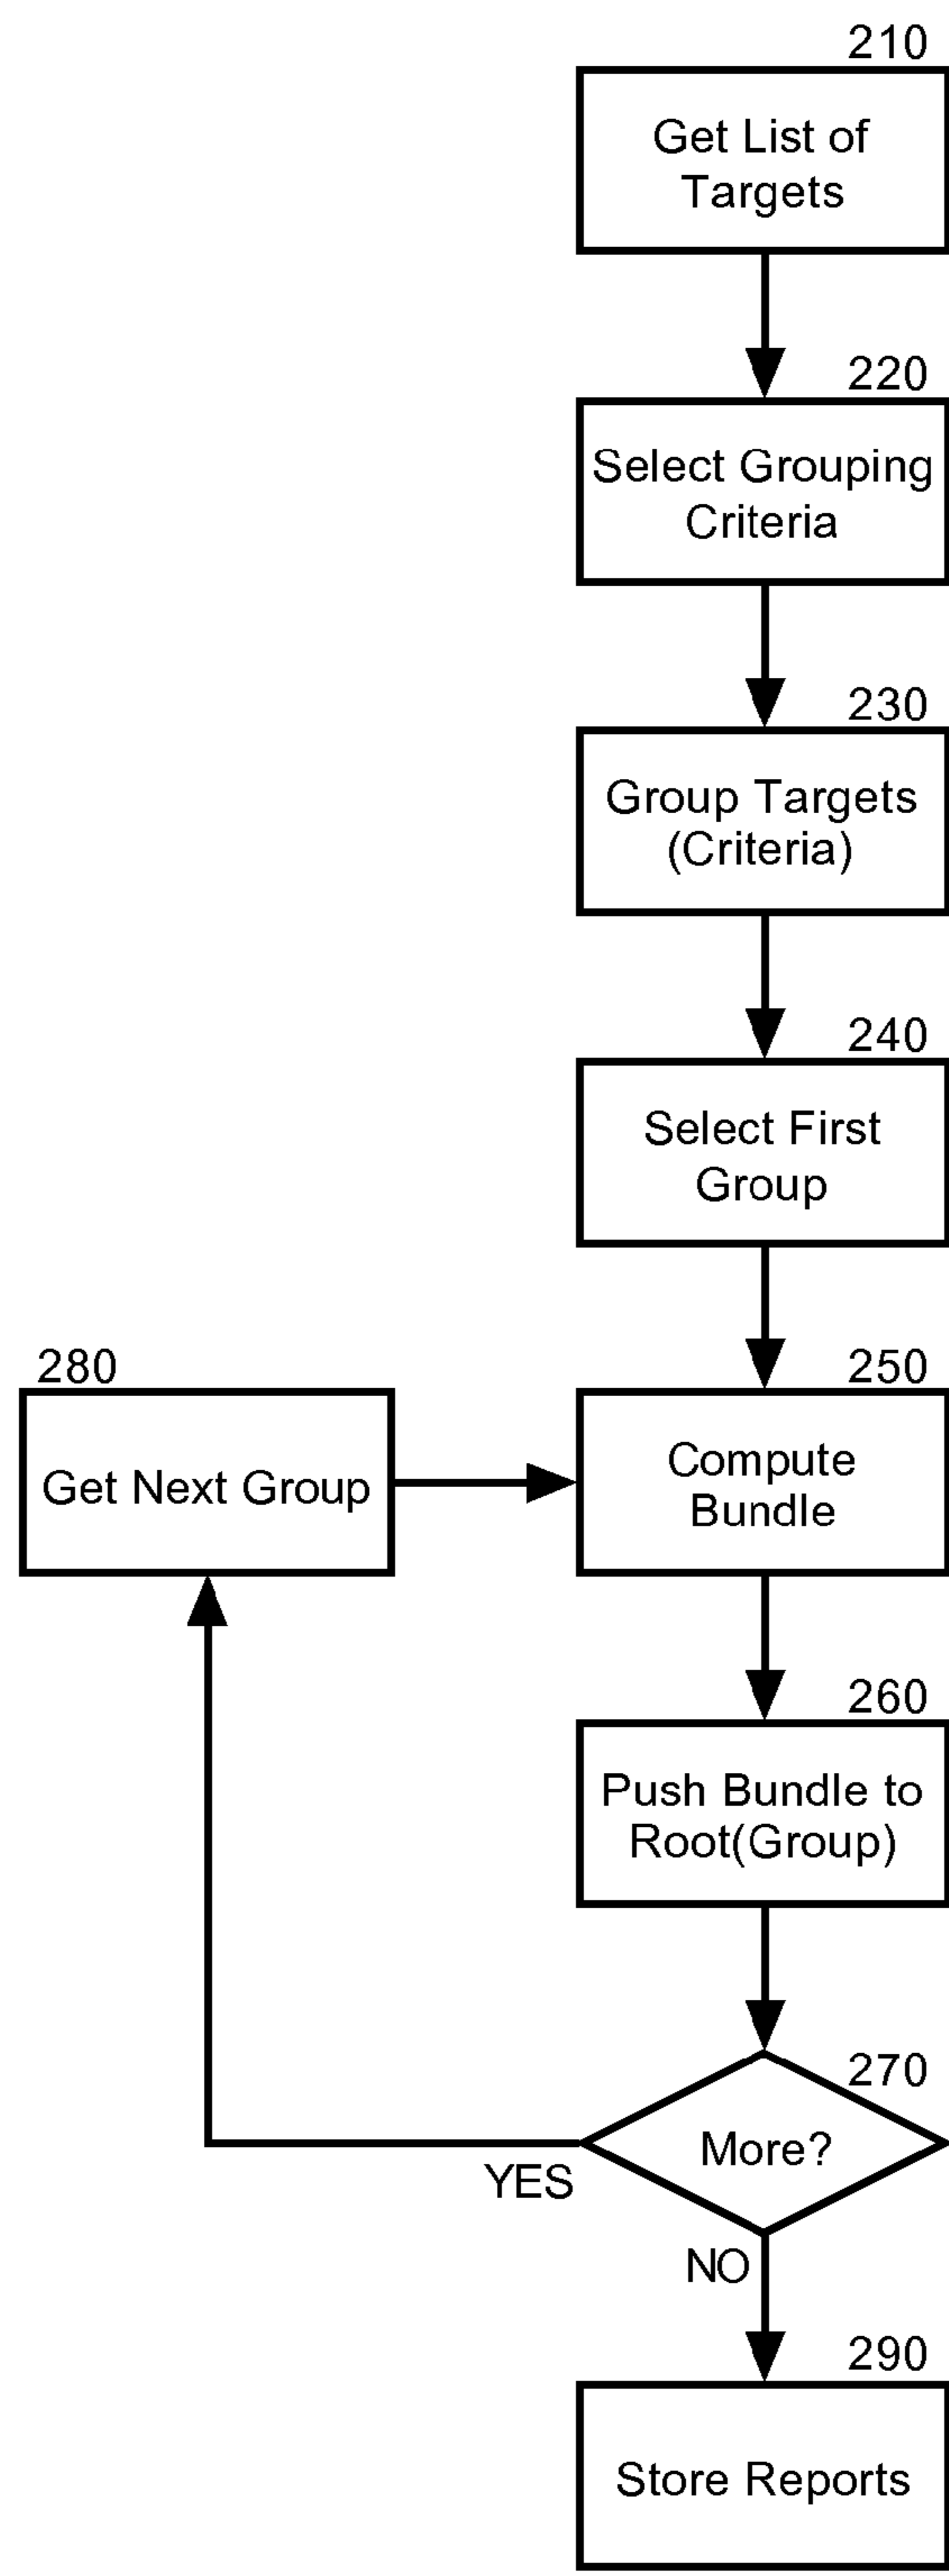 210
Get List of
Targets
220
Select Grouping
Criteria
230
Group Targets
(Criteria)
240
Select First
Group
280
Get Next Group
250
Compute
Bundle
260
Push Bundle to
Root(Group)
270
More?
YES
NO
290
Store Reports